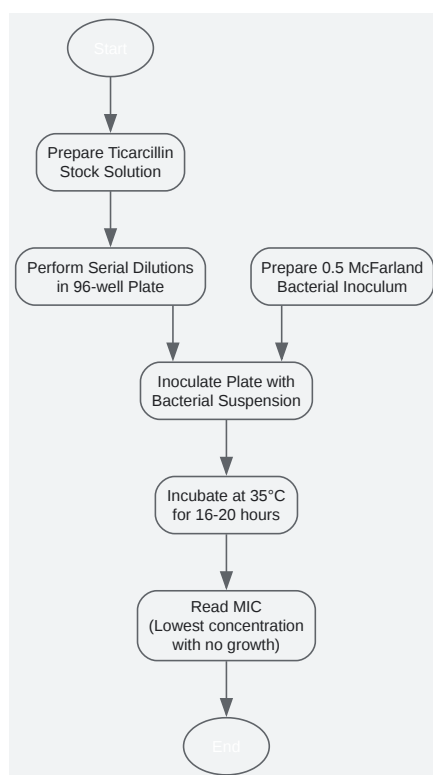 Start
Prepare Ticarcillin
Stock Solution
Perform Serial Dilutions
in 96-well Plate
Prepare 0.5 McFarland
Bacterial Inoculum
Inoculate Plate with
Bacterial Suspension
Incubate at 35°C
for 16-20 hours
Read MIC
(Lowest concentration
with no growth)
End